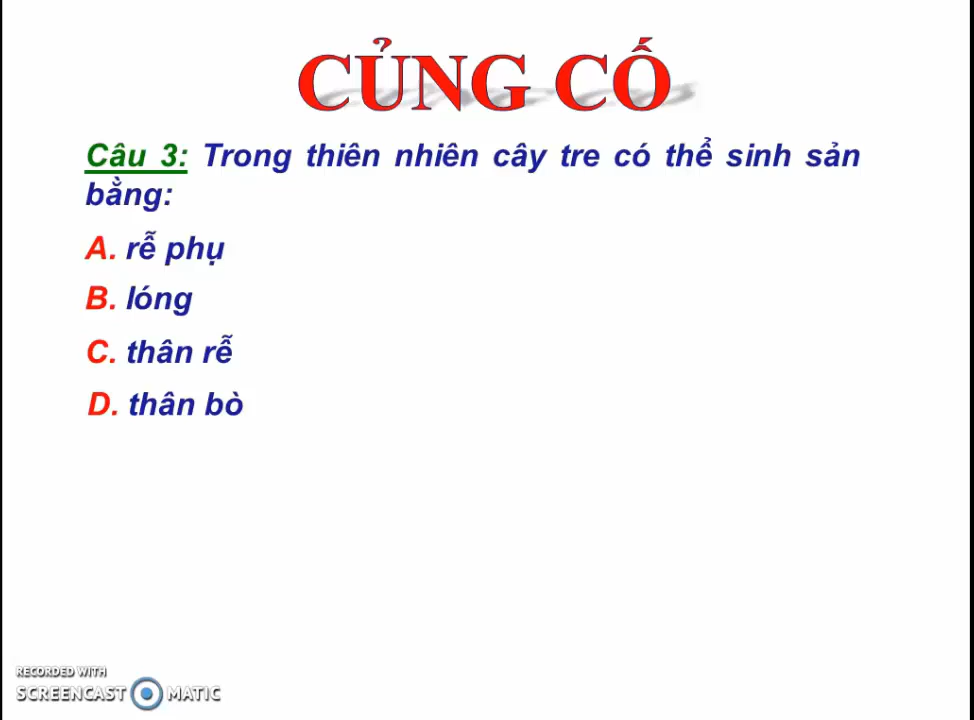 CỦNG CỐ
Câu 3: Trong thiên nhiên cây tre có thể sinh sản
bằng:
A. rễ phụ
B. lóng
C. thân rễ
D. thân bò
RECORDED WITH
SCREENCAST MATIC